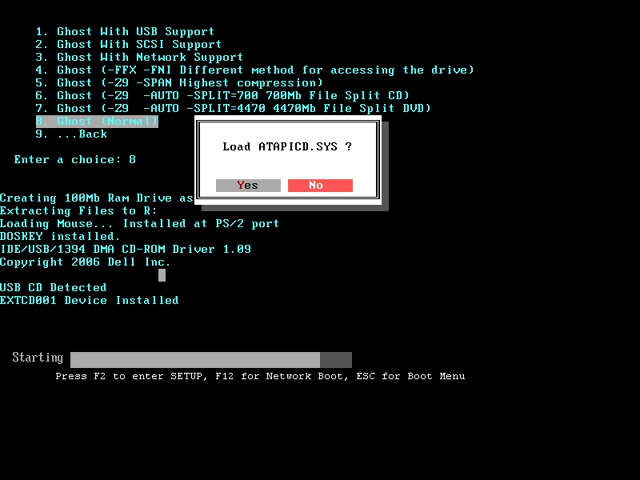 1. Ghost With USB Support
2. Ghost With SCSI Support
3. Ghost With Network Support
4. Ghost (-FFX -FNI Different method for accessing the drive)
5. Ghost (-Z9 -SPAN Highest compression)
6. Ghost (-Z9 -AUTO -SPLIT=700 700Mb File Split CD)
7. Ghost (-Z9 -AUTO -SPLIT=4470 4470Mb File Split DVD)
8. Ghost (Normal)
9. ...Back
Load ATAPICD.SYS ?
Yes No
Enter a choice: 8
Creating 100Mb Ram Drive as
Extracting Files to R:
Loading Mouse... Installed at PS/2 port
DOSKEY installed.
IDE/USB/1394 DMA CD-ROM Driver 1.09
Copyright 2006 Dell Inc.
USB CD Detected
EXTCD001 Device Installed
Starting
Press F2 to enter SETUP, F12 for Network Boot, ESC for Boot Menu